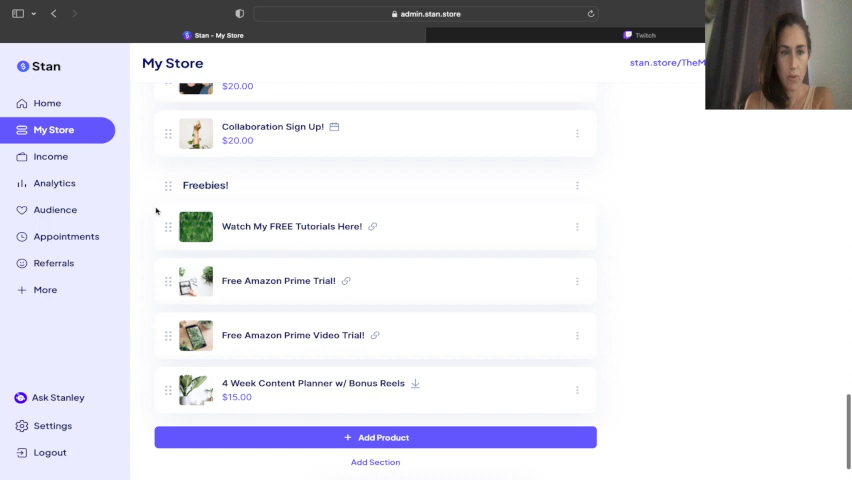 admin.stan.store
Stan – My Store
Twitch
Stan
My Store
stan.store/TheM
Home
My Store
Income
Analytics
Audience
Appointments
Referrals
More
Ask Stanley
Settings
Logout
$20.00
Collaboration Sign Up!
$20.00
Freebies!
Watch My FREE Tutorials Here!
Free Amazon Prime Trial!
Free Amazon Prime Video Trial!
4 Week Content Planner w/ Bonus Reels
$15.00
+ Add Product
Add Section